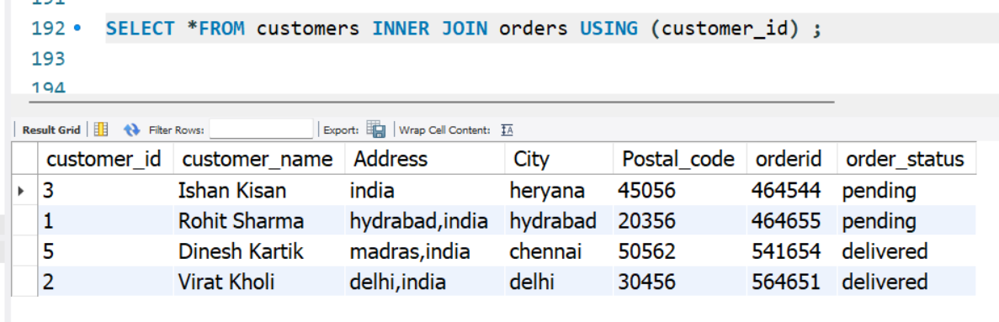 191
192 SELECT *FROM customers INNER JOIN orders USING (customer_id) ;
193
194
Result Grid Filter Rows: Export: Wrap Cell Content: IA
customer_id customer_name Address City Postal_code orderid order_status
3 Ishan Kisan india heryana 45056 464544 pending
1 Rohit Sharma hydrabad,india hydrabad 20356 464655 pending
5 Dinesh Kartik madras,india chennai 50562 541654 delivered
2 Virat Kholi delhi,india delhi 30456 564651 delivered